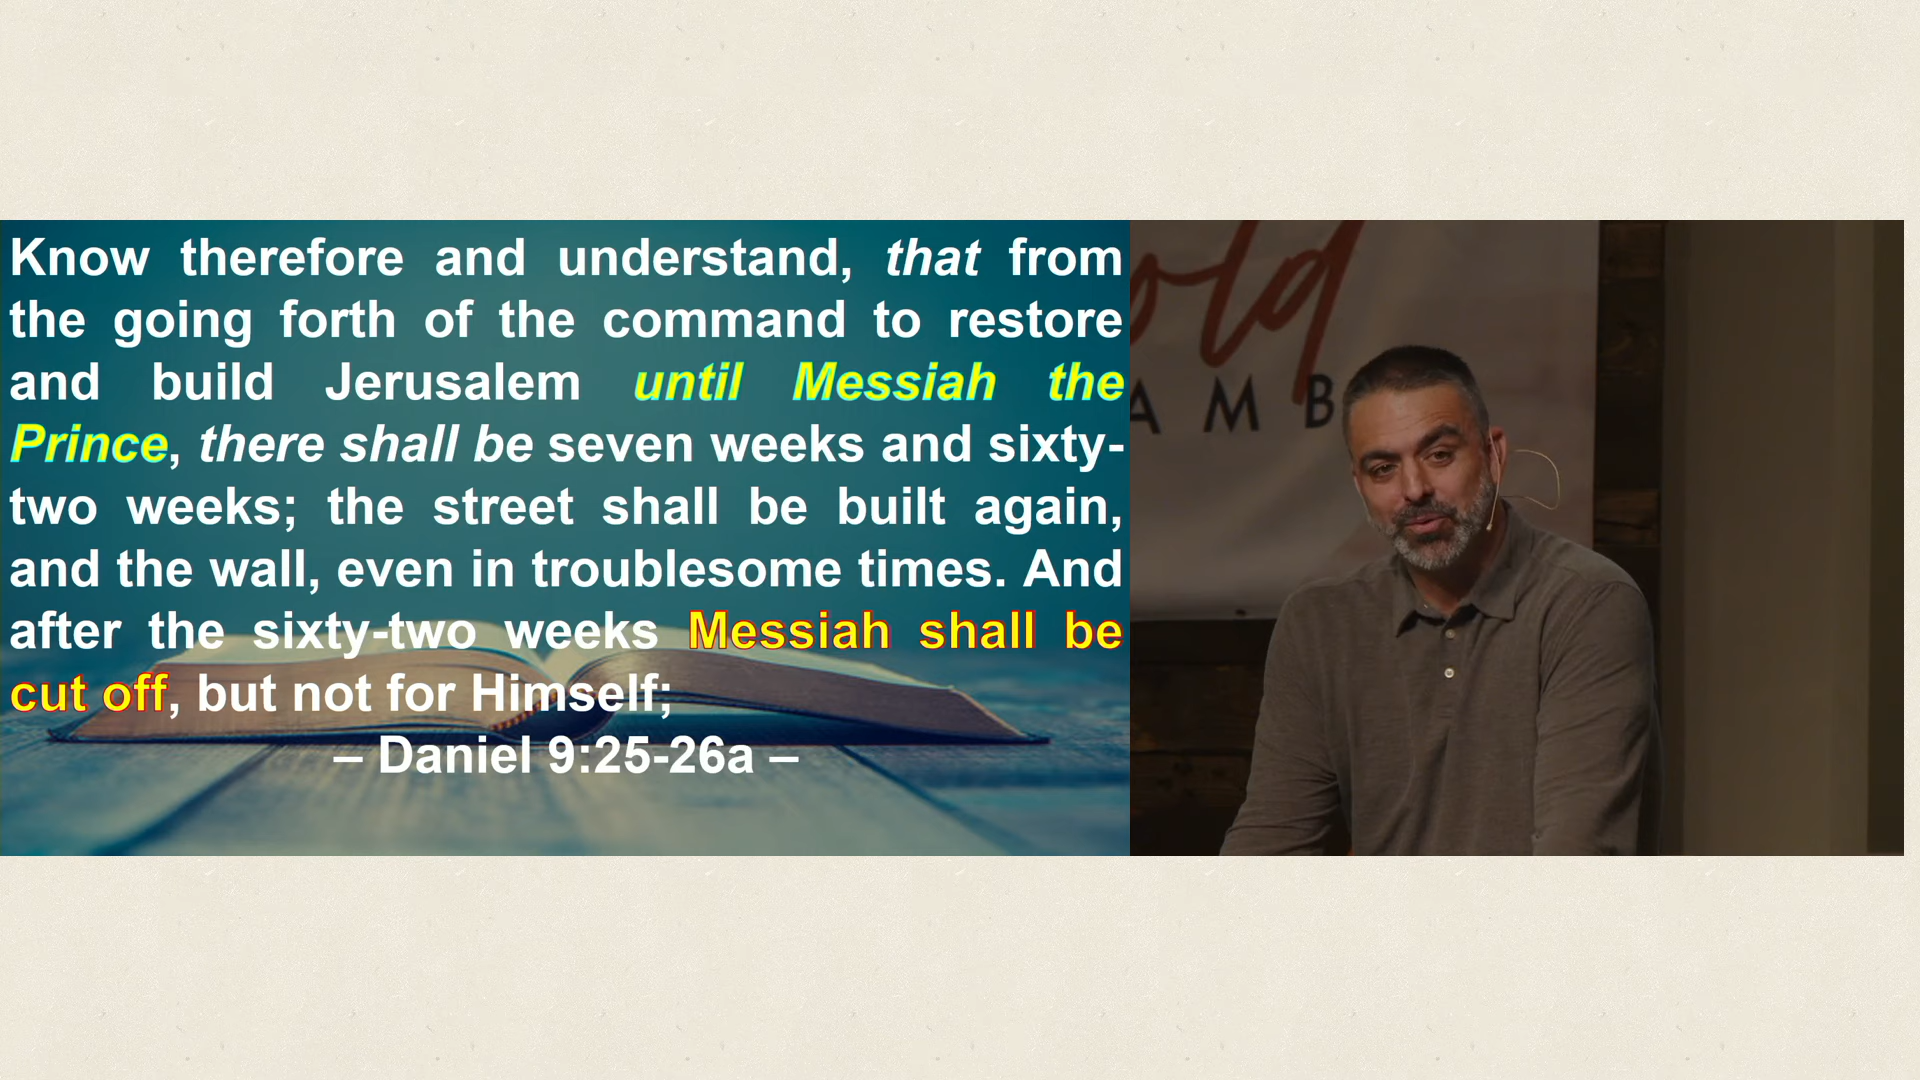 Know therefore and understand, that from
the going forth of the command to restore
and build Jerusalem until Messiah the
Prince, there shall be seven weeks and sixty-
two weeks; the street shall be built again,
and the wall, even in troublesome times. And
after the sixty-two weeks Messiah shall be
cut off, but not for Himself;
– Daniel 9:25-26a –
old
AMB